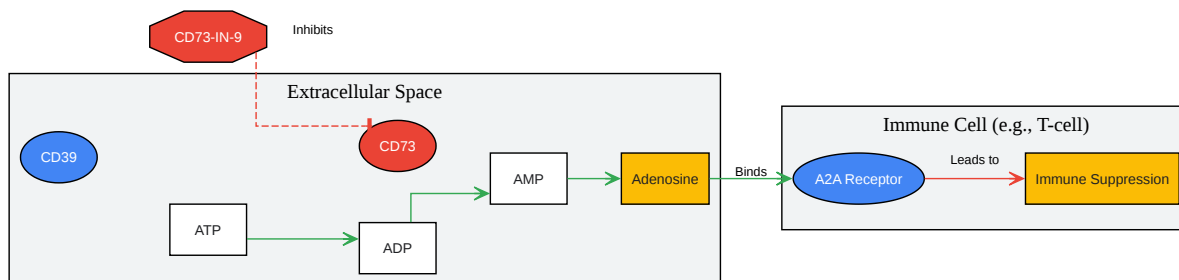 CD73-IN-9
Inhibits
Extracellular Space
Immune Cell (e.g., T-cell)
CD39
CD73
AMP
Adenosine
Binds
A2A Receptor
Leads to
Immune Suppression
ATP
ADP